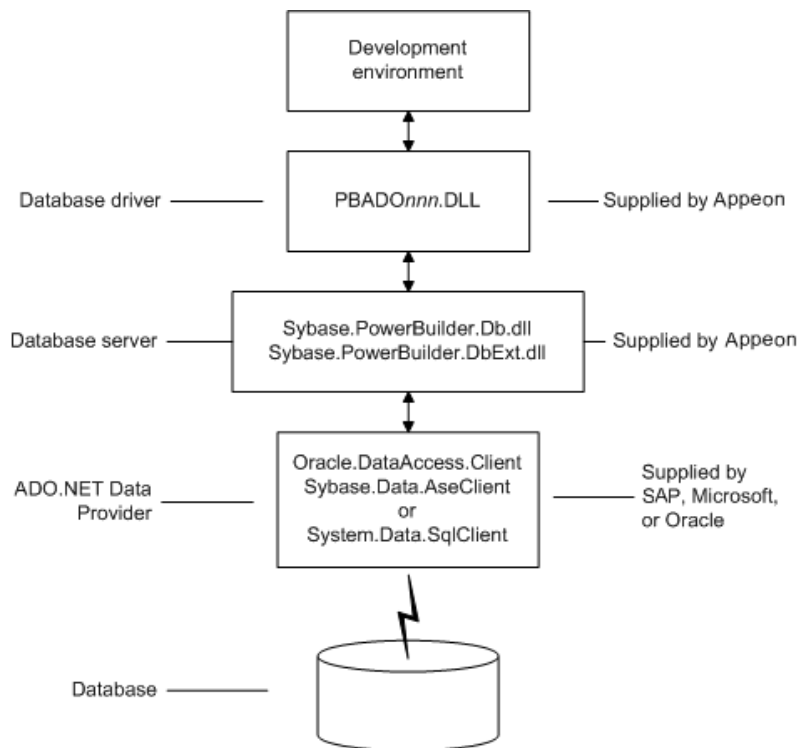 Development
environment
Database driver
PBADOnnn.DLL
Supplied by Appeon
Database server
Sybase.PowerBuilder.Db.dll
Sybase.PowerBuilder.DbExt.dll
Supplied by Appeon
ADO.NET Data
Provider
Oracle.DataAccess.Client
Sybase.Data.AseClient
or
System.Data.SqlClient
Supplied by
SAP, Microsoft,
or Oracle
Database